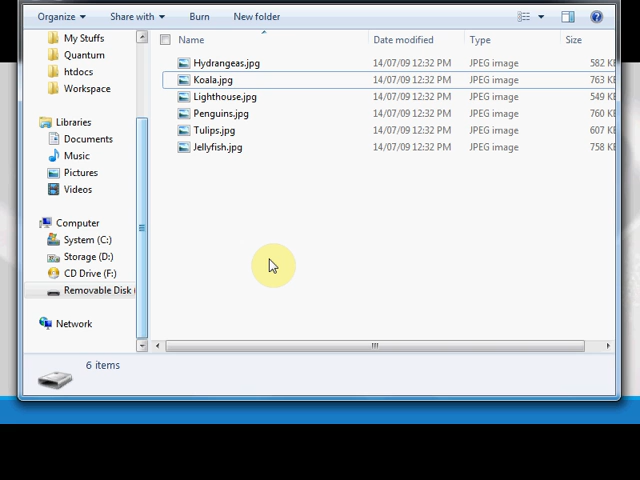 Organize Share with Burn New folder
Name Date modified Type Size
Hydrangeas.jpg 14/07/09 12:32 PM JPEG image 582 KB
Koala.jpg 14/07/09 12:32 PM JPEG image 763 KB
Lighthouse.jpg 14/07/09 12:32 PM JPEG image 549 KB
Penguins.jpg 14/07/09 12:32 PM JPEG image 760 KB
Tulips.jpg 14/07/09 12:32 PM JPEG image 607 KB
Jellyfish.jpg 14/07/09 12:32 PM JPEG image 758 KB
My Stuffs
Quantum
htdocs
Workspace
Libraries
Documents
Music
Pictures
Videos
Computer
System (C:)
Storage (D:)
CD Drive (F:)
Removable Disk (
Network
6 items